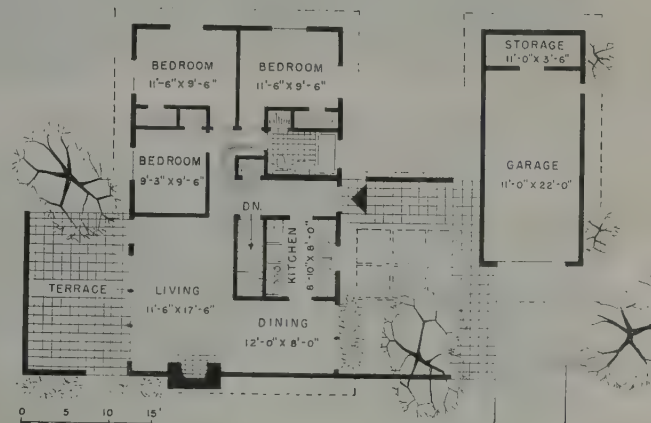 BEDROOM
11'-6" X 9'-6"
BEDROOM
11'-6" X 9'-6"
STORAGE
11'-0" X 3'-6"
BEDROOM
9'-3" X 9'-6"
GARAGE
11'-0" X 22'-0"
DN.
KITCHEN
8'-10" X 8'-0"
TERRACE
LIVING
11'-6" X 17'-6"
DINING
12'-0" X 8'-0"
0 5 10 15'